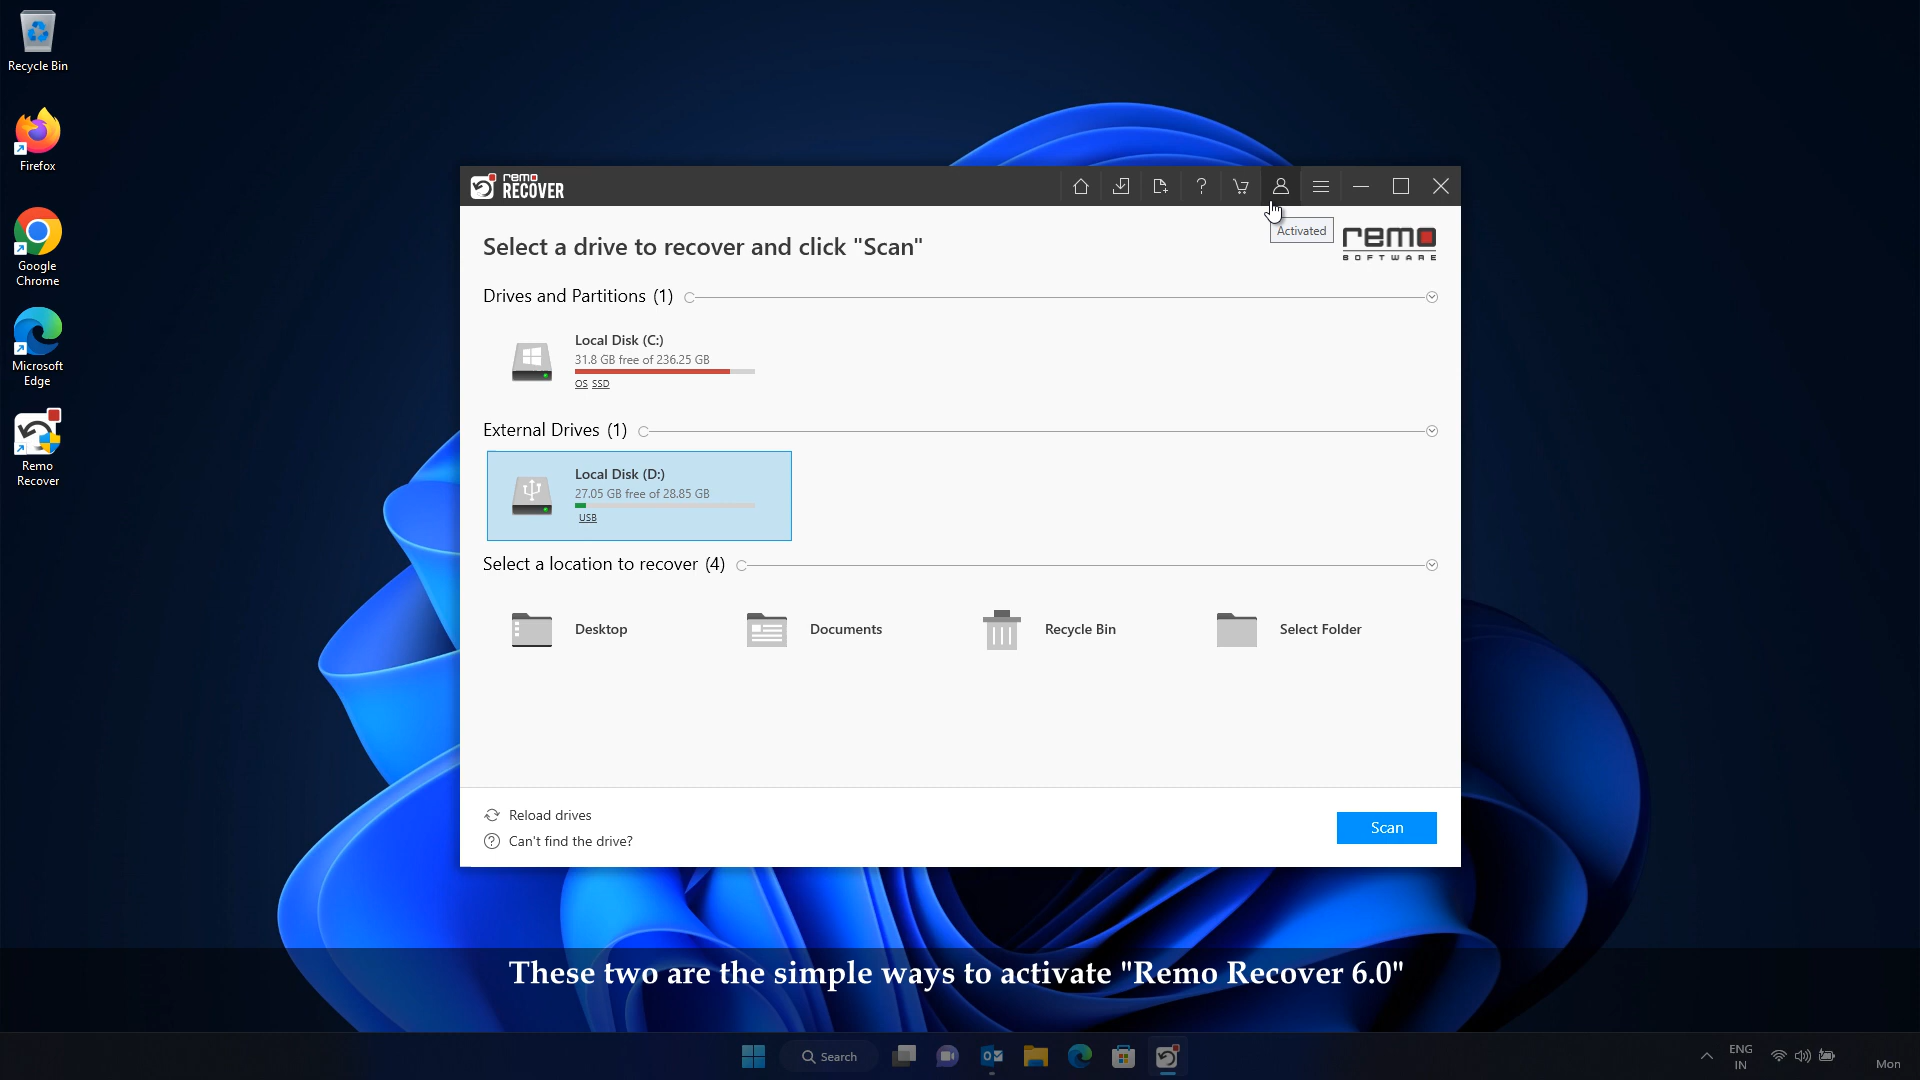 Recycle Bin
Firefox
Google
Chrome
Microsoft
Edge
Remo
Recover
remo
RECOVER
Activated
remo
SOFTWARE
Select a drive to recover and click "Scan"
Drives and Partitions (1)
Local Disk (C:)
31.8 GB free of 236.25 GB
OS SSD
External Drives (1)
Local Disk (D:)
27.05 GB free of 28.85 GB
USB
Select a location to recover (4)
Desktop
Documents
Recycle Bin
Select Folder
Reload drives
Can't find the drive?
Scan
These two are the simple ways to activate "Remo Recover 6.0"
Search
ENG
IN
Mon